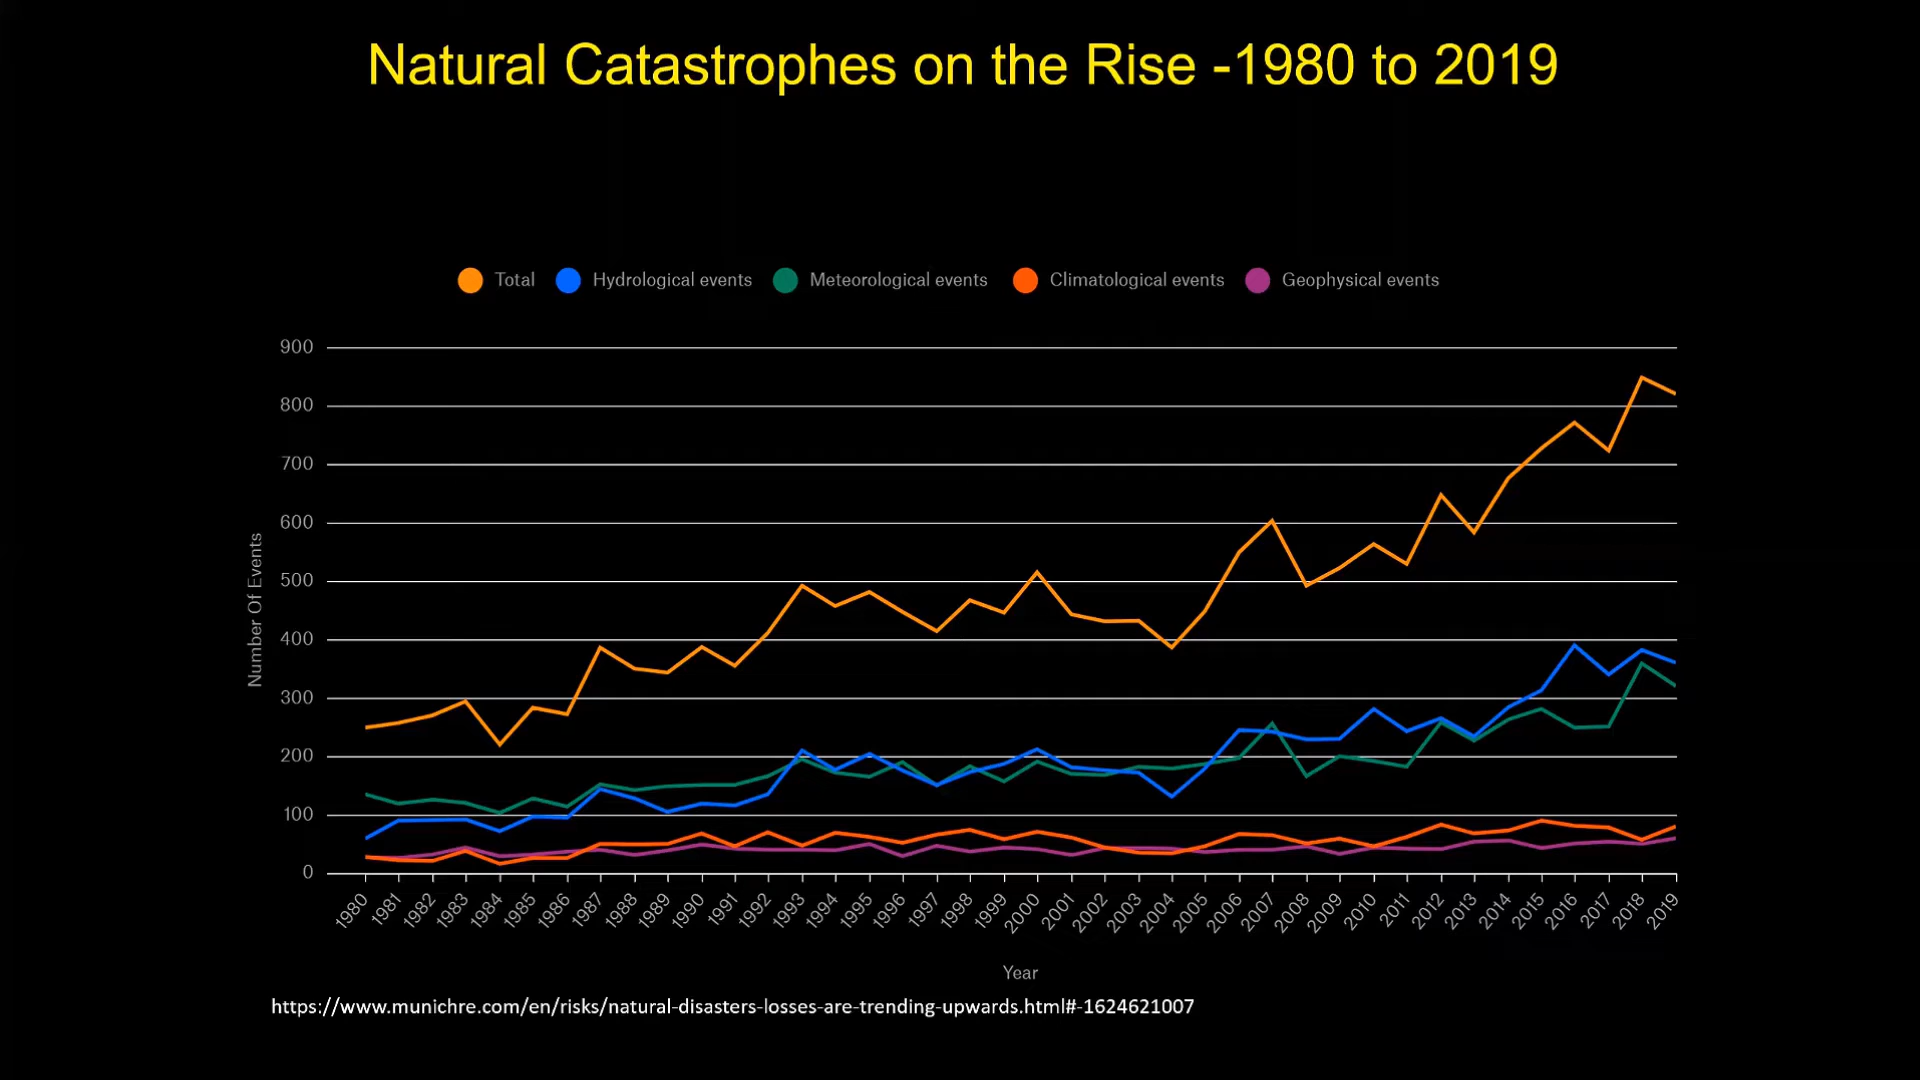 Natural Catastrophes on the Rise -1980 to 2019
Total Hydrological events Meteorological events Climatological events Geophysical events
900
800
700
600
500
400
300
200
100
0
Number Of Events
1980 1981 1982 1983 1984 1985 1986 1987 1988 1989 1990 1991 1992 1993 1994 1995 1996 1997 1998 1999 2000 2001 2002 2003 2004 2005 2006 2007 2008 2009 2010 2011 2012 2013 2014 2015 2016 2017 2018 2019
Year
https://www.munichre.com/en/risks/natural-disasters-losses-are-trending-upwards.html#-1624621007